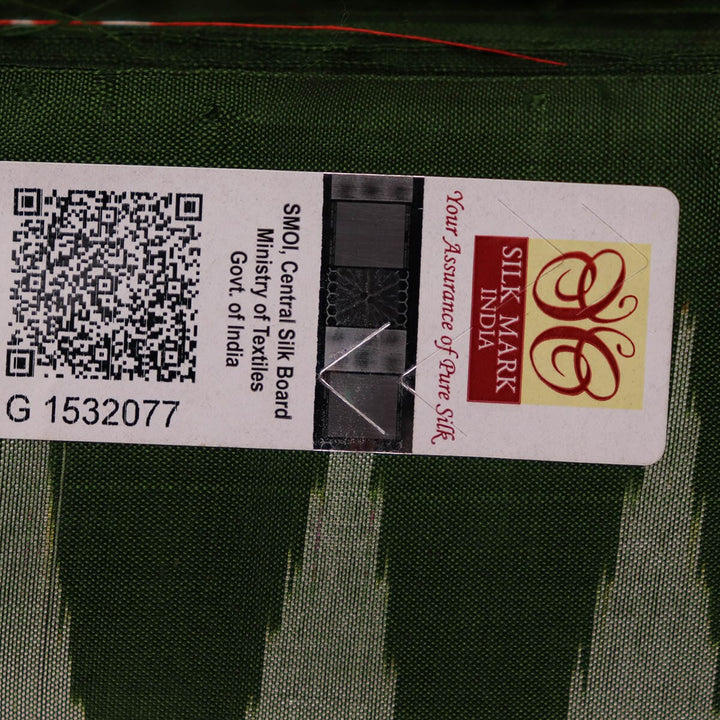 G 1532077
SMOI, Central Silk Board
Ministry of Textiles
Govt. of India
Your Assurance of Pure Silk
SILK MARK
INDIA